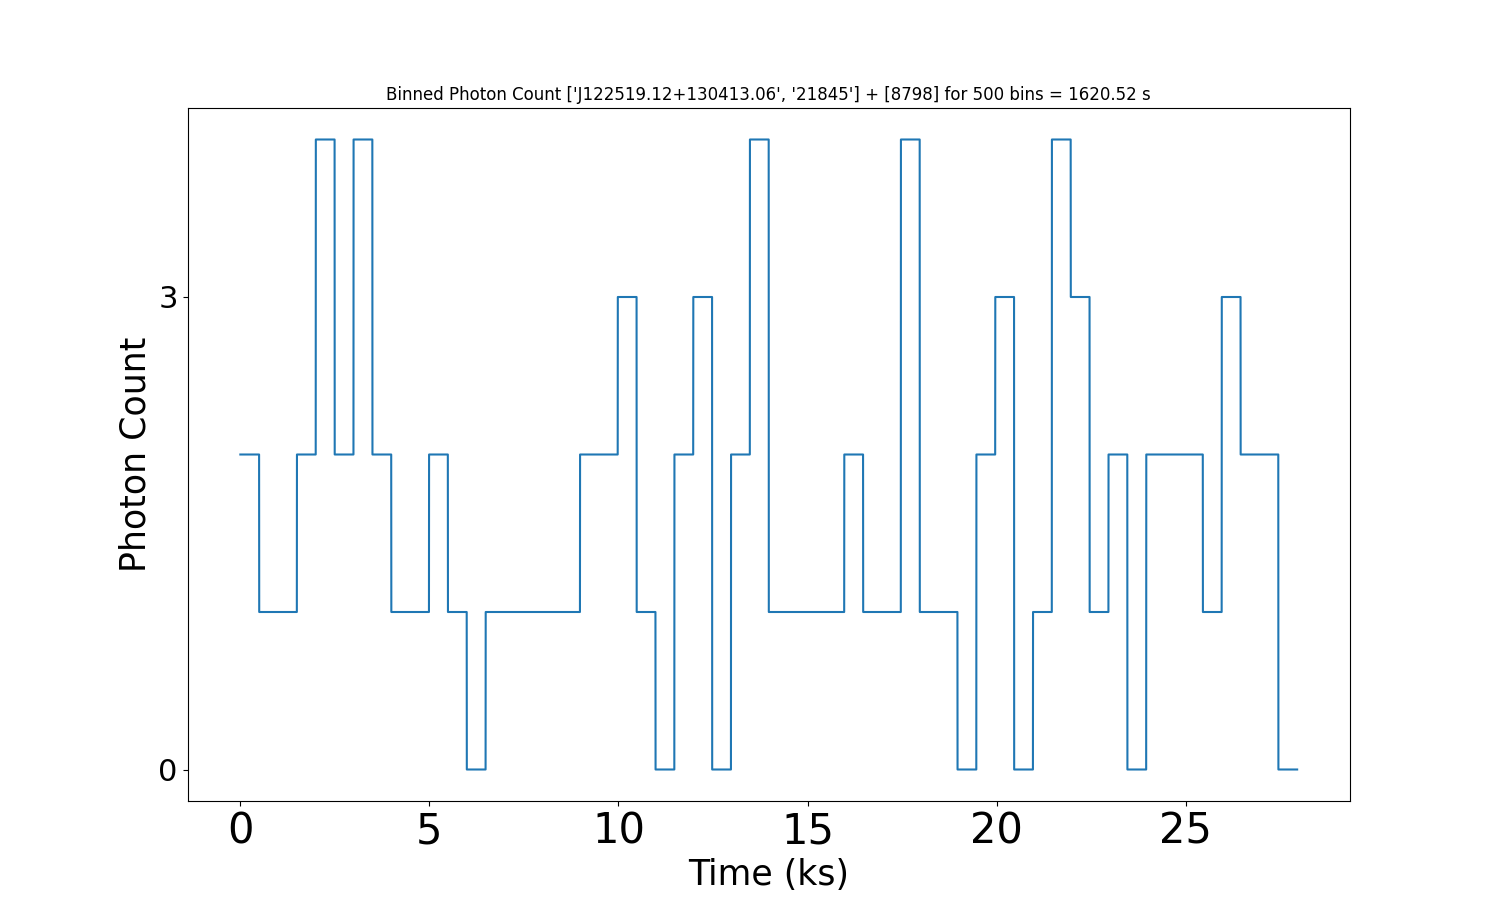 Binned Photon Count ['J122519.12+130413.06', '21845'] + [8798] for 500 bins = 1620.52 s
Photon Count
3
0
0 5 10 15 20 25
Time (ks)